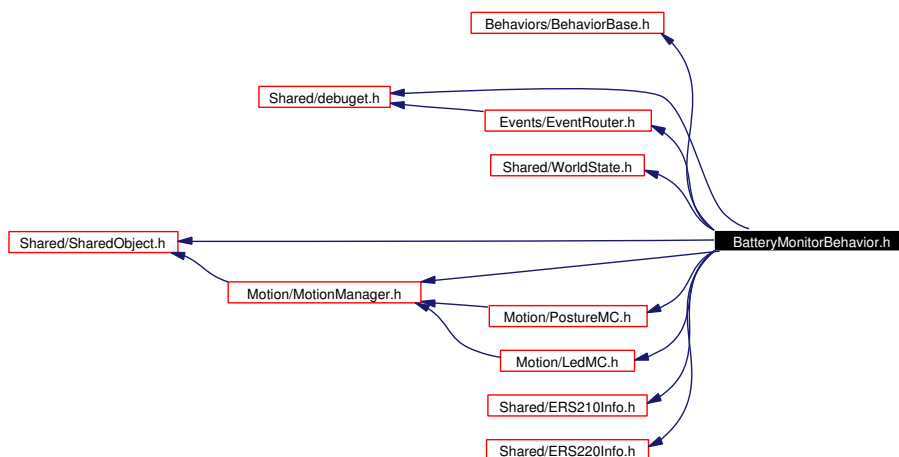 Behaviors/BehaviorBase.h
Shared/debuget.h
Events/EventRouter.h
Shared/WorldState.h
BatteryMonitorBehavior.h
Shared/SharedObject.h
Motion/MotionManager.h
Motion/PostureMC.h
Motion/LedMC.h
Shared/ERS210Info.h
Shared/ERS220Info.h